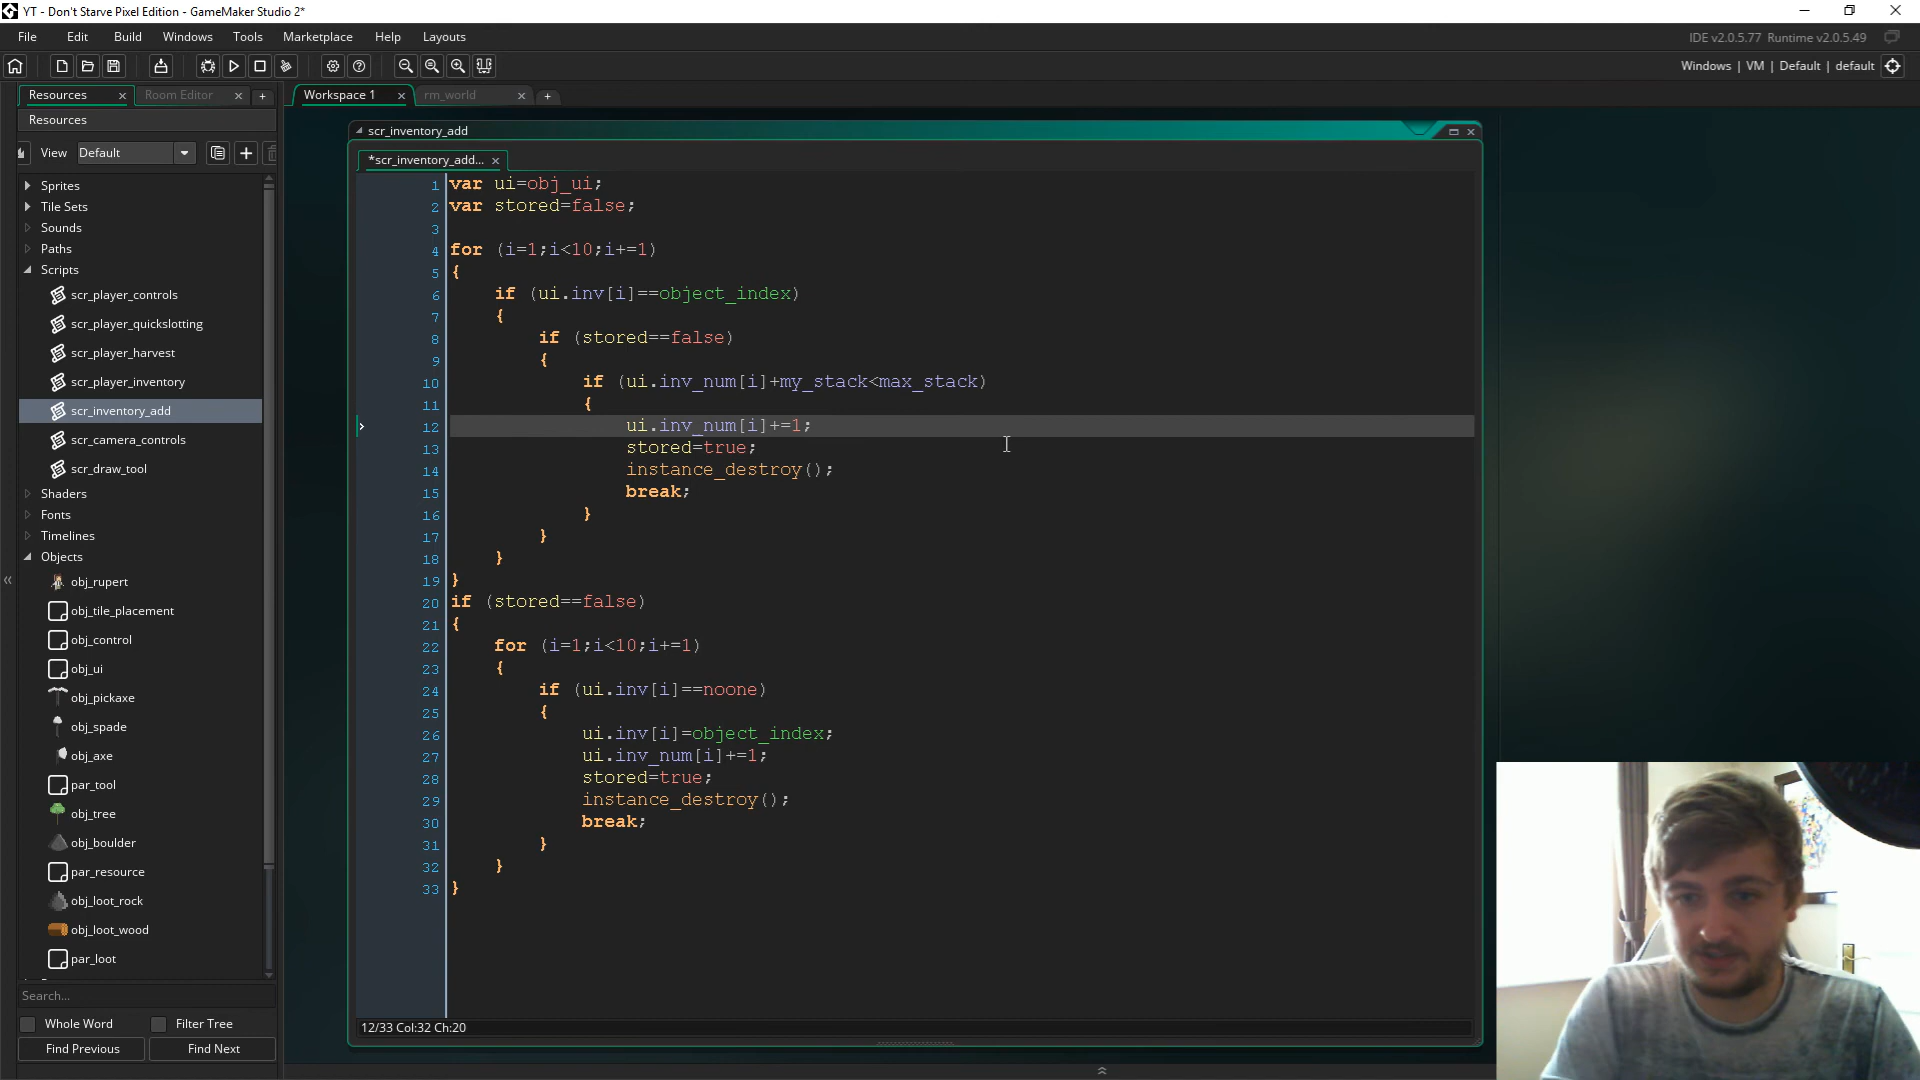 YT - Don't Starve Pixel Edition - GameMaker Studio 2*
File Edit Build Windows Tools Marketplace Help Layouts
IDE v2.0.5.77 Runtime v2.0.5.49
Windows | VM | Default | default
Resources
Room Editor
Workspace 1
rm_world
Resources
View Default
Sprites
Tile Sets
Sounds
Paths
Scripts
scr_player_controls
scr_player_quickslotting
scr_player_harvest
scr_player_inventory
scr_inventory_add
scr_camera_controls
scr_draw_tool
Shaders
Fonts
Timelines
Objects
obj_rupert
obj_tile_placement
obj_control
obj_ui
obj_pickaxe
obj_spade
obj_axe
par_tool
obj_tree
obj_boulder
par_resource
obj_loot_rock
obj_loot_wood
par_loot
Search...
Whole Word Filter Tree
Find Previous Find Next
scr_inventory_add
*scr_inventory_add...
1 var ui=obj_ui;
2 var stored=false;
3
4 for (i=1;i<10;i+=1)
5 {
6 if (ui.inv[i]==object_index)
7 {
8 if (stored==false)
9 {
10 if (ui.inv_num[i]+my_stack<max_stack)
11 {
12 ui.inv_num[i]+=1;
13 stored=true;
14 instance_destroy();
15 break;
16 }
17 }
18 }
19 }
20 if (stored==false)
21 {
22 for (i=1;i<10;i+=1)
23 {
24 if (ui.inv[i]==noone)
25 {
26 ui.inv[i]=object_index;
27 ui.inv_num[i]+=1;
28 stored=true;
29 instance_destroy();
30 break;
31 }
32 }
33 }
12/33 Col:32 Ch:20